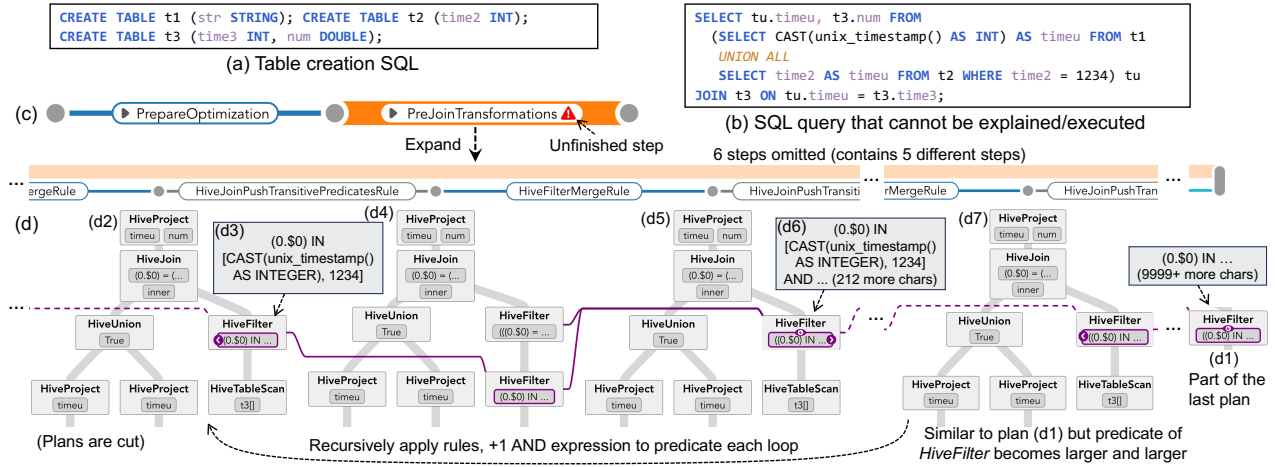 CREATE TABLE t1 (str STRING); CREATE TABLE t2 (time2 INT);
CREATE TABLE t3 (time3 INT, num DOUBLE);
(a) Table creation SQL
SELECT tu.timeu, t3.num FROM
(SELECT CAST(unix_timestamp() AS INT) AS timeu FROM t1
UNION ALL
SELECT time2 AS timeu FROM t2 WHERE time2 = 1234) tu
JOIN t3 ON tu.timeu = t3.time3;
(b) SQL query that cannot be explained/executed
(c)
PrepareOptimization
PreJoinTransformations
Expand
Unfinished step
6 steps omitted (contains 5 different steps)
...
ergeRule
HiveJoinPushTransitivePredicatesRule
HiveFilterMergeRule
HiveJoinPushTransiti
...
rMergeRule
HiveJoinPushTran
...
(d)
(d2)
HiveProject
timeu num
HiveJoin
(0.$0) = (...
inner
HiveUnion
True
HiveFilter
((0.$0) IN ...
HiveProject
timeu
HiveProject
timeu
HiveTableScan
t3[]
(Plans are cut)
(d3)
(0.$0) IN
[CAST(unix_timestamp()
AS INTEGER), 1234]
(d4)
HiveProject
timeu num
HiveJoin
(0.$0) = (...
inner
HiveUnion
True
HiveFilter
(((0.$0) = ...
HiveProject
timeu
HiveProject
timeu
HiveFilter
(0.$0) IN ...
(d5)
HiveProject
timeu num
HiveJoin
(0.$0) = (...
inner
HiveUnion
True
HiveFilter
((0.$0) IN ...
HiveProject
timeu
HiveProject
timeu
HiveTableScan
t3[]
(d6)
(0.$0) IN
[CAST(unix_timestamp()
AS INTEGER), 1234]
AND ... (212 more chars)
...
...
(d7)
HiveProject
timeu num
HiveJoin
(0.$0) = (...
inner
HiveUnion
True
HiveFilter
((0.$0) IN ...
HiveProject
timeu
HiveProject
timeu
HiveTableScan
t3[]
(0.$0) IN ...
(9999+ more chars)
...
HiveFilter
((0.$0) IN ...
(d1)
Part of the
last plan
Recursively apply rules, +1 AND expression to predicate each loop
Similar to plan (d1) but predicate of
HiveFilter becomes larger and larger